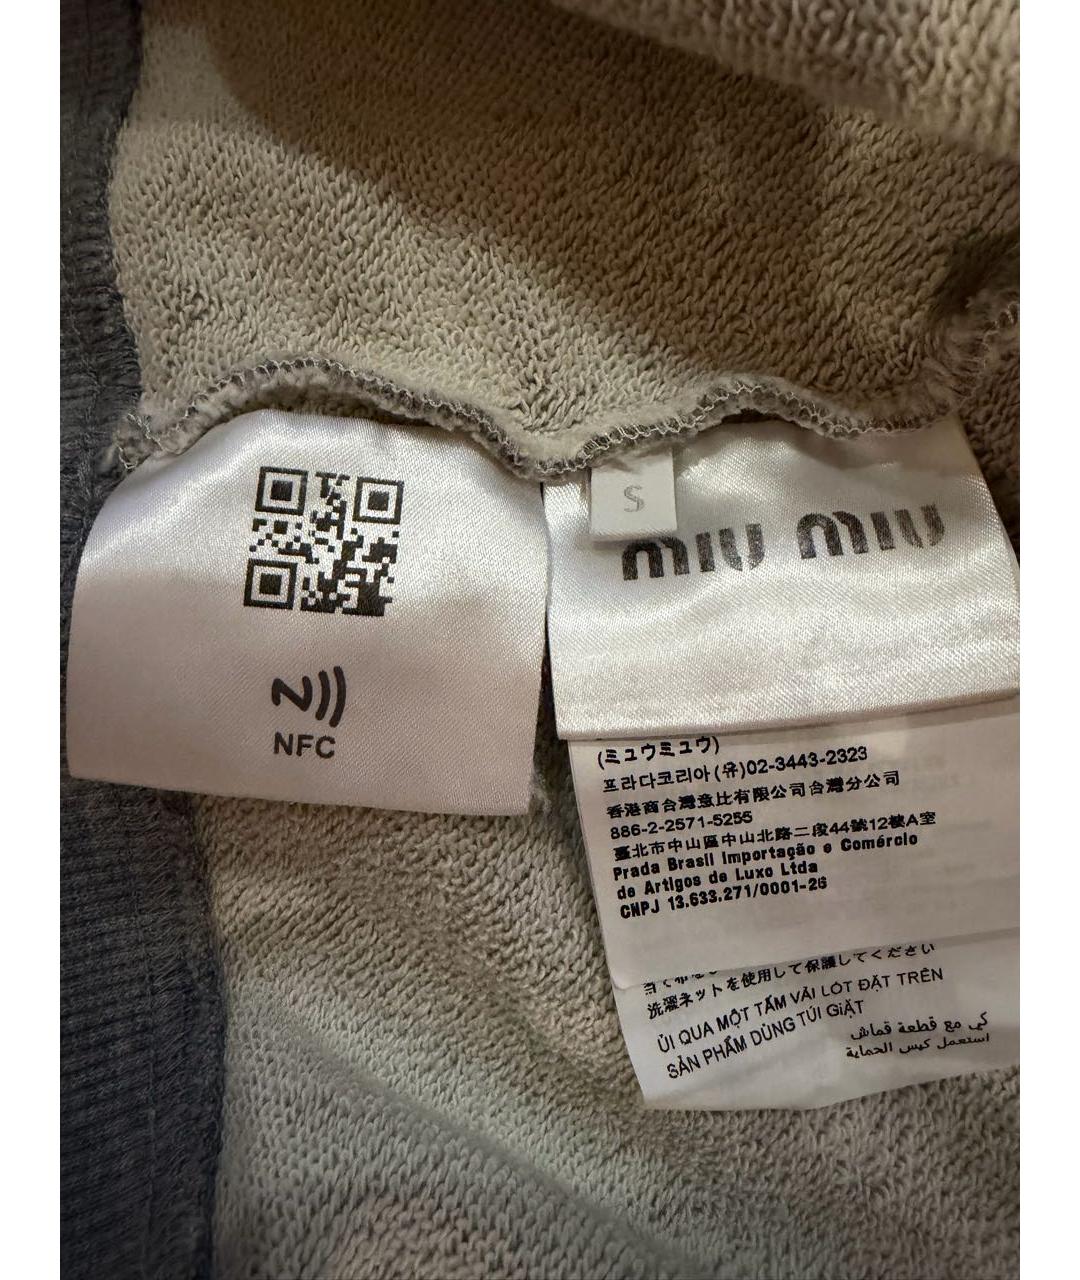 NFC
S
miu miu
(ミュウミュウ)
프라다코리아(유)02-3443-2323
香港商台灣意比有限公司台灣分公司
886-2-2571-5255
臺北市中山區中山北路二段44號12樓A室
Prada Brasil Importação e Comércio
de Artigos de Luxo Ltda
CNPJ 13.633.271/0001-26
当て布を
洗濯ネットを使用して保護してください
ỦI QUA MỘT TẤM VẢI LÓT ĐẶT TRÊN
SẢN PHẨM DÙNG TÚI GIẶT
كي مع قطعة قماش
استعمل كيس الحماية